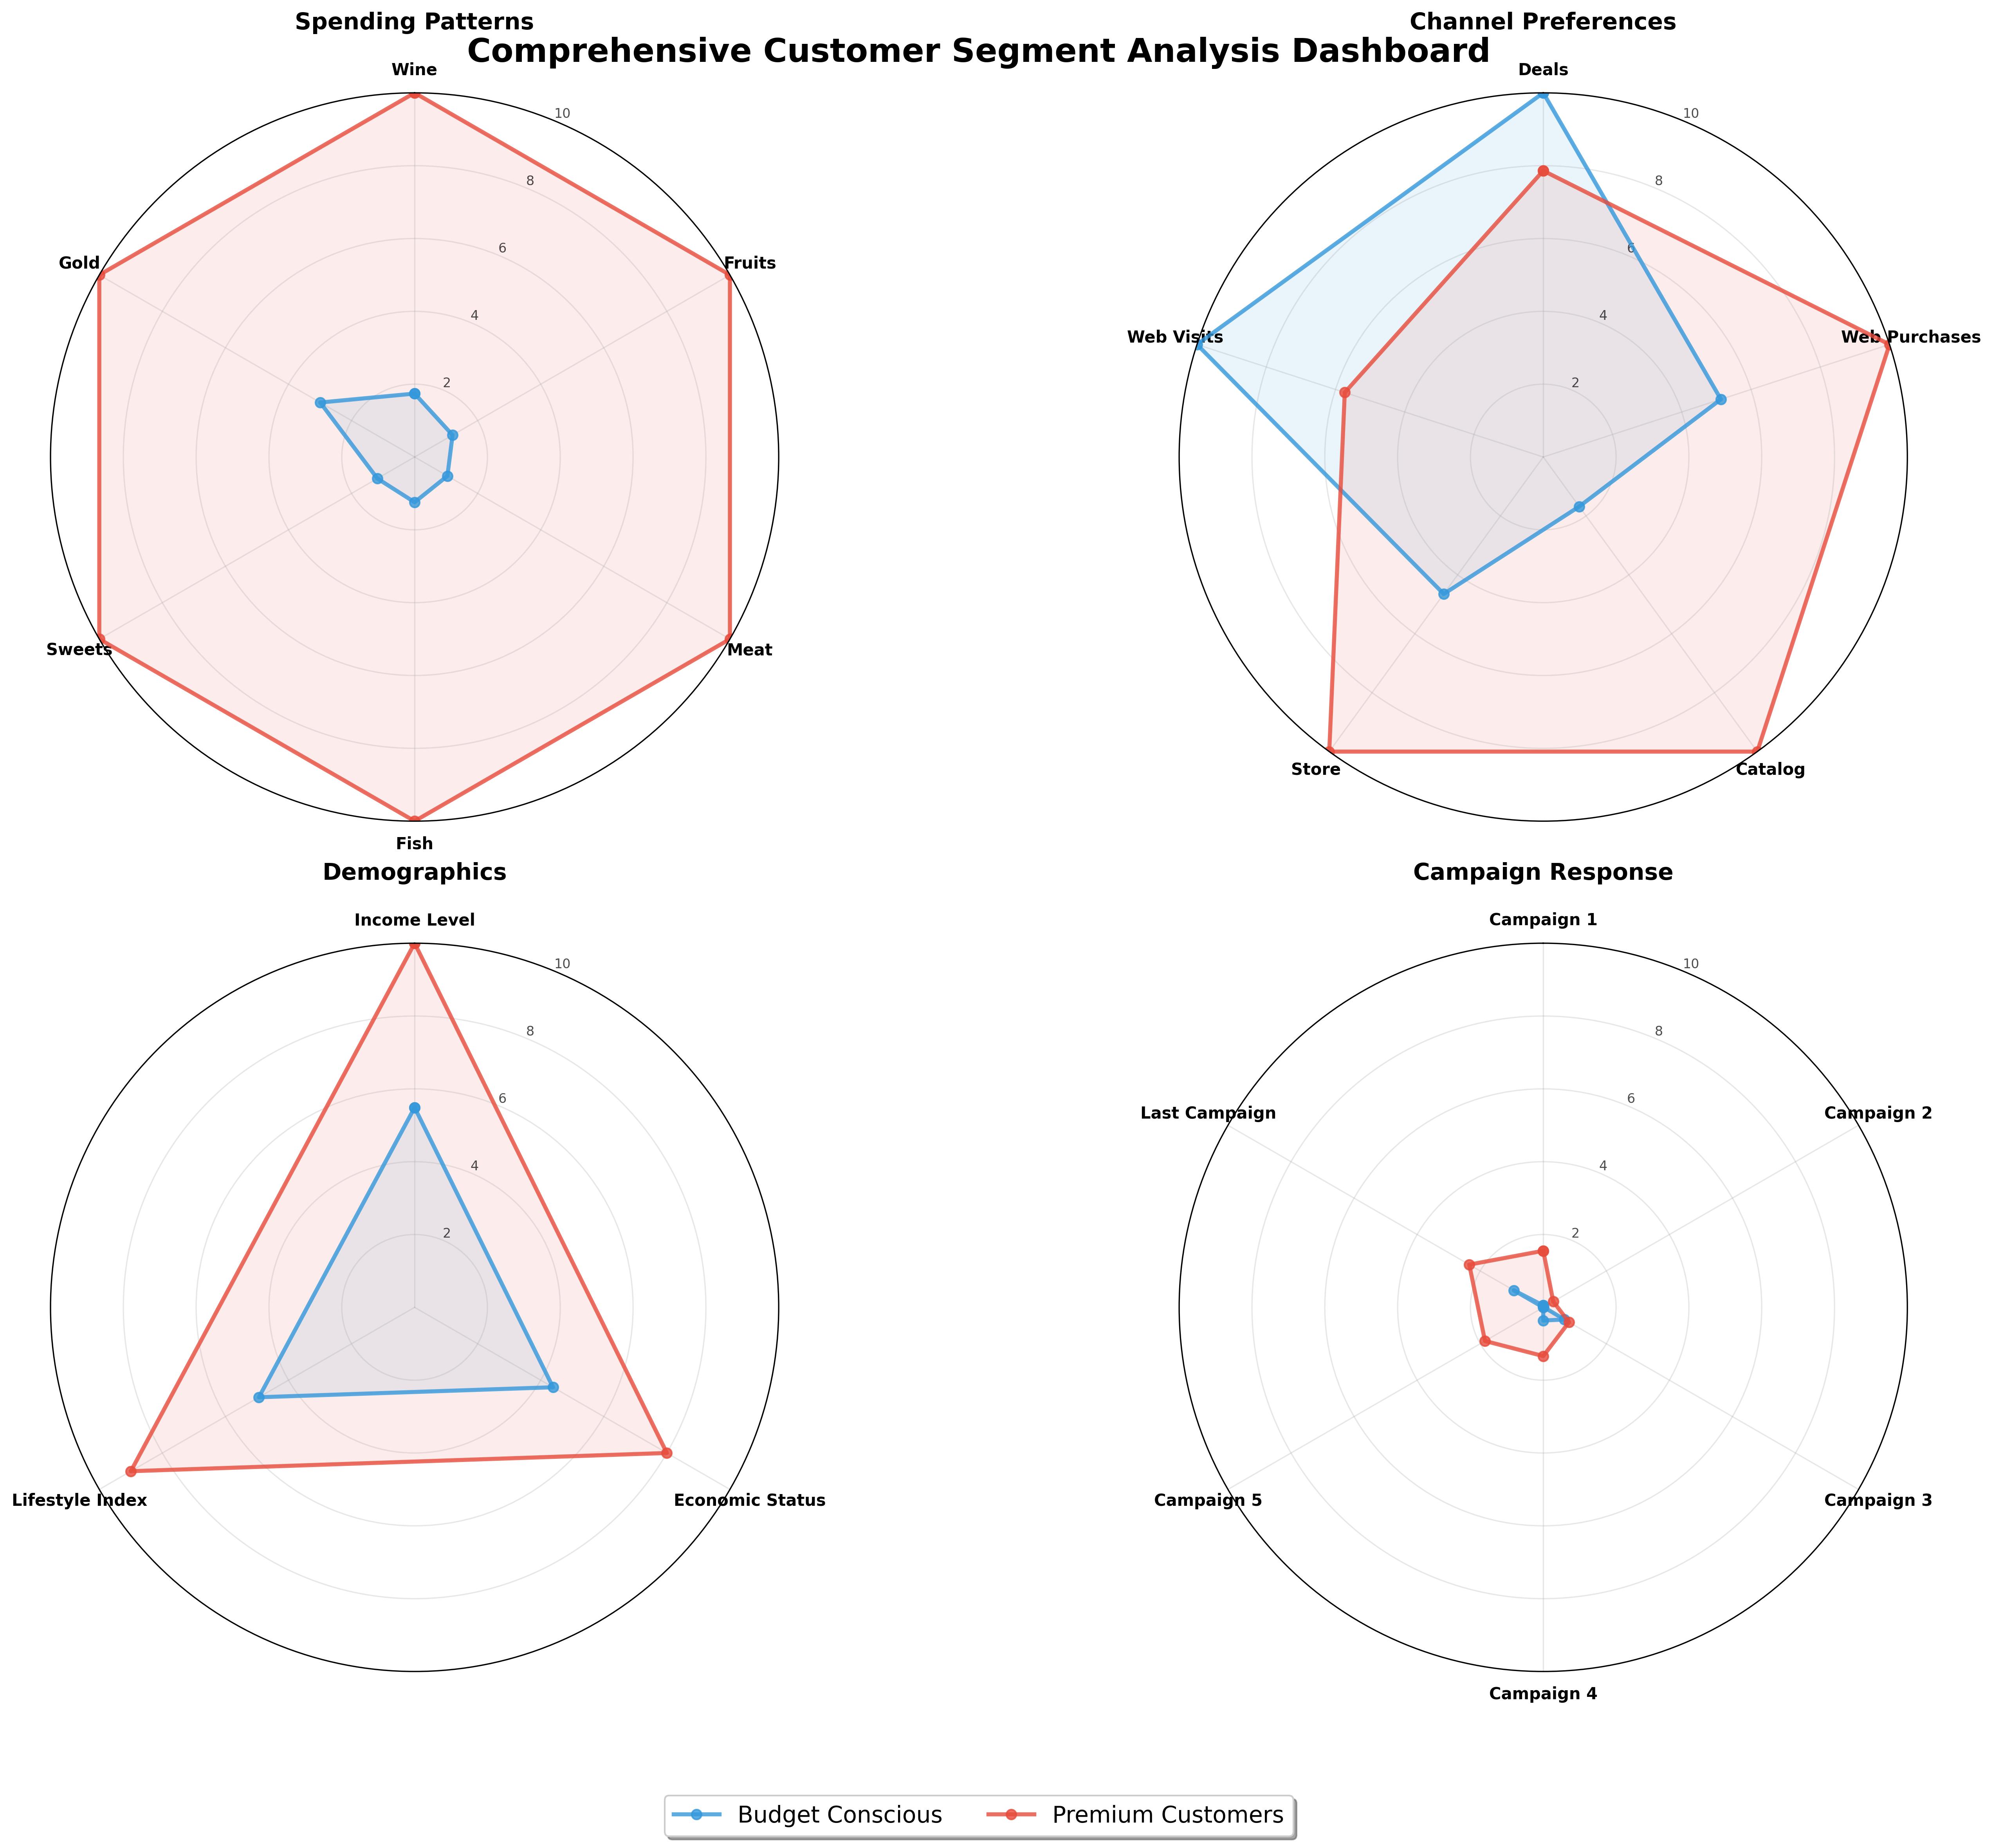 Spending Patterns
Channel Preferences
Comprehensive Customer Segment Analysis Dashboard
Wine
Fruits
Meat
Fish
Sweets
Gold
2
4
6
8
10
Deals
Web Purchases
Catalog
Store
Web Visits
2
4
6
8
10
Demographics
Income Level
Economic Status
Lifestyle Index
2
4
6
8
10
Campaign Response
Campaign 1
Campaign 2
Campaign 3
Campaign 4
Campaign 5
Last Campaign
2
4
6
8
10
Budget Conscious
Premium Customers